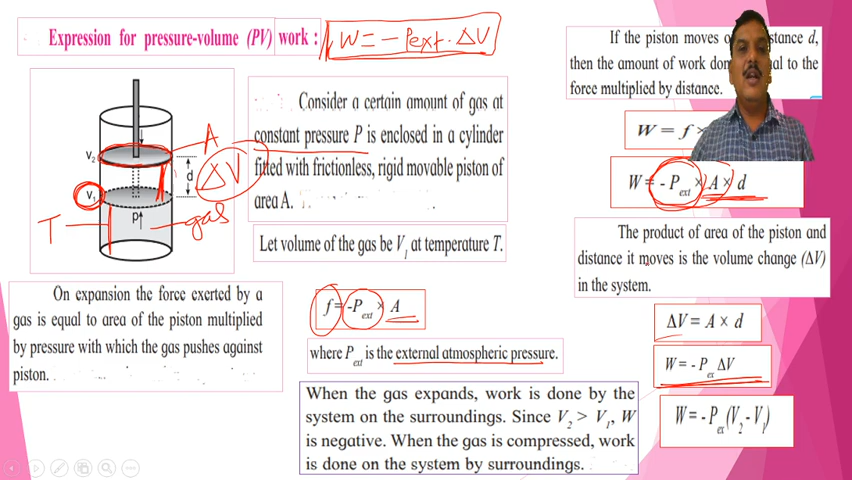 Expression for pressure-volume (PV) work :
W = - Pext . ΔV
A
V2
d
ΔV
V1
T
P
gas
Consider a certain amount of gas at
constant pressure P is enclosed in a cylinder
fitted with frictionless, rigid movable piston of
area A.
Let volume of the gas be V1 at temperature T.
On expansion the force exerted by a
gas is equal to area of the piston multiplied
by pressure with which the gas pushes against
piston.
f = -Pext × A
where Pext is the external atmospheric pressure.
When the gas expands, work is done by the
system on the surroundings. Since V2 > V1, W
is negative. When the gas is compressed, work
is done on the system by surroundings.
If the piston moves
then the amount of work
force multiplied by distance.
W = f
W = - Pext × A × d
The product of area of the piston and
distance it moves is the volume change (ΔV)
in the system.
ΔV = A × d
W = - Pex ΔV
W = - Pex (V2 - V1)